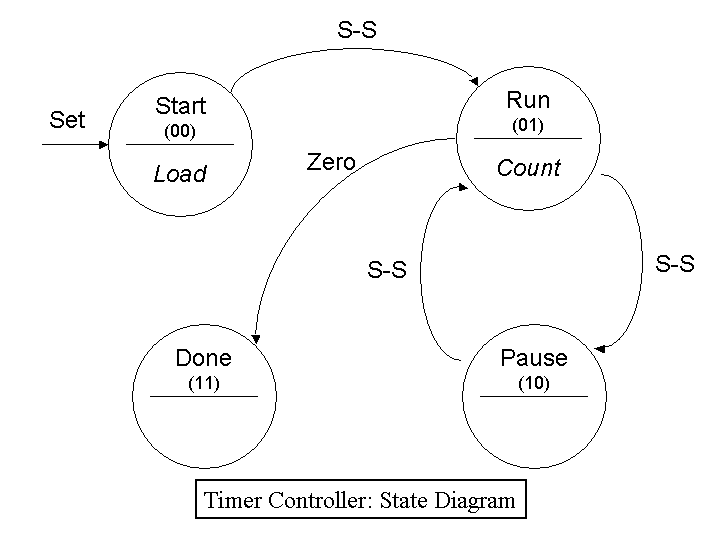 S-S
Set
Start
(00)
Load
Run
(01)
Count
Zero
S-S
S-S
Done
(11)
Pause
(10)
Timer Controller: State Diagram